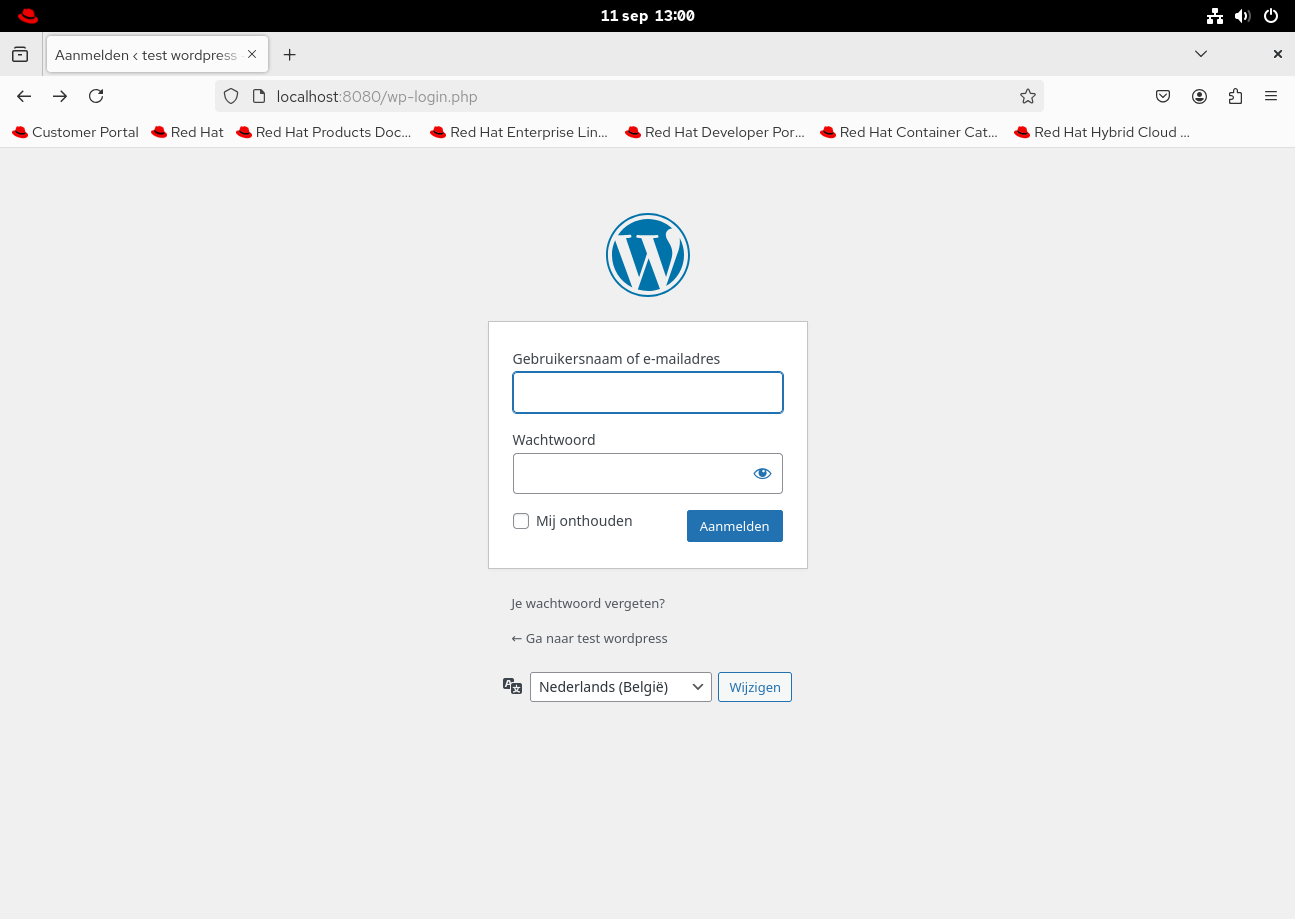 11 sep 13:00
Aanmelden ‹ test wordpress
localhost:8080/wp-login.php
Customer Portal Red Hat Red Hat Products Doc… Red Hat Enterprise Lin… Red Hat Developer Por… Red Hat Container Cat… Red Hat Hybrid Cloud …
Gebruikersnaam of e-mailadres
Wachtwoord
Mij onthouden Aanmelden
Je wachtwoord vergeten?
← Ga naar test wordpress
Nederlands (België) Wijzigen